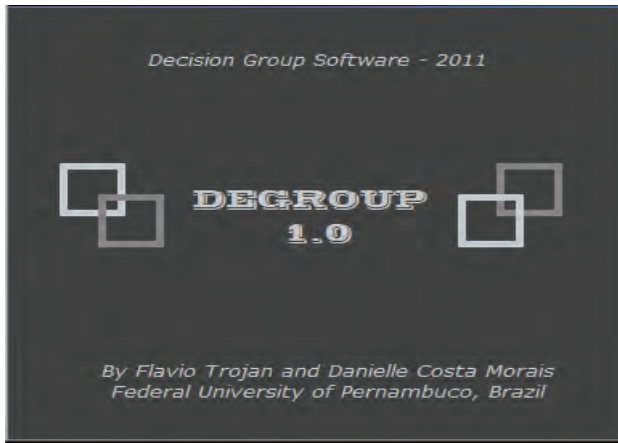 Decision Group Software - 2011
DEGROUP
1.0
By Flavio Trojan and Danielle Costa Morais
Federal University of Pernambuco, Brazil